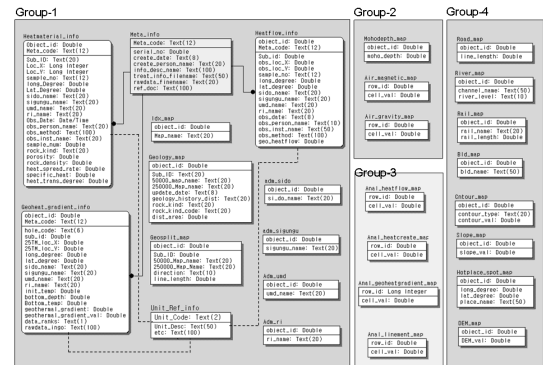 Group-1
Heatmaterial_info
Object_id: Double
Meta_code: Text(12)
Sub_ID: Text(20)
Loc_X: Long Integer
Loc_Y: Long Integer
sample_no: Text(12)
long_degree: Double
Lat_Degree: Double
sido_name: Text(20)
sigungu_name: Text(20)
umd_name: Text(20)
ri_name: Text(20)
Obs_Date: Date/Time
obs_person_name: Text(20)
obs_method: Text(100)
obs_inst_name: Text(50)
sample_num: Double
rock_kind: Text(20)
porosity: Double
rock_density: Double
heat_spread_rate: Double
specific_heat: Double
heat_trans_degree: Double
Geoheat_gradient_info
object_id: Double
Meta_code: Text(12)
hole_code: Text(6)
sub_id: Double
25TM_loc_X: Double
25TM_loc_Y: Double
long_degree: Double
lat_degree: Double
sido_name: Text(20)
sigungu_name: Text(20)
umd_name: Text(20)
ri_name: Text(20)
init_temp: Double
bottom_depth: Double
Bottom_temp: Double
geothermal_gradient: Double
geothermal_gradient_val: Double
data_ranks: Text(1)
rawdata_ingo: Text(100)
Meta_info
Meta_code: Text(12)
serial_no: Double
create_date: Text(8)
create_person_name: Text(20)
info_desc_name: Text(100)
treat_info_filename: Text(50)
rawdata_finename: Text(20)
ref_doc: Text(100)
Idx_map
object_id: Double
Map_name: Text(20)
Geology_map
object_id: Double
Sub_ID: Text(20)
50000_map_name: Text(20)
250000_Map_name: Text(20)
update_date: Text(8)
geology_history_dist: Text(20)
rock_kind: Text(20)
rock_kind_code: Text(20)
dist_area: Double
Geosplit_map
object_id: Double
Sub_ID: Double
50000_Map_name: Text(20)
250000_Map_Name: Text(20)
direction: Text(10)
line_length: Double
Unit_Ref_info
Unit_Code: Text(2)
Unit_Desc: Text(50)
etc: Text(100)
Heatflow_info
object_id: Double
Meta_code: Text(12)
sub_id: Double
obs_loc_X: Double
obs_loc_Y: Double
sample_no: Text(12)
long_degree: Double
lat_degree: Double
sido_name: Text(20)
sigungu_name: Text(20)
umd_name: Text(20)
ri_name: Text(20)
obs_date: Text(8)
obs_person_name: Text(10)
obs_inst_name: Text(50)
obs_method: Text(100)
geo_heatflow: Double
adm_sido
object_id: Double
si_do_name: Text(20)
adm_sigungu
object_id: Double
sigungu_name: Text(20)
Adm_umd
object_id: Double
umd_name: Text(20)
Adm_ri
object_id: Double
ri_name: Text(20)
Group-2
Mohodepth_map
object_id: Double
moho_depth: Double
Air_magnetic_map
row_id: Double
cell_val: Double
Air_gravity_map
row_id: Double
cell_val: Double
Group-3
Anal_heatflow_map
row_id: Double
cell_val: Double
Anal_heatcreate_map
row_id: Double
cell_val: Double
Anal_geoheatgradient_map
row_id: Long Integer
cell_val: Double
Anal_linement_map
row_id: Double
cell_val: Double
Group-4
Road_map
object_id: Double
line_length: Double
River_map
object_id: Double
channel_name: Text(50)
river_level: Text(10)
Rail_map
object_id: Double
rail_name: Text(20)
rail_length: Double
Bld_map
object_id: Double
bld_name: Text(50)
Cntour_map
object_id: Double
contour_type: Text(20)
contour_val: Double
Slope_map
object_id: Double
slope_val: Double
Hotplace_spot_map
object_id: Double
long_degree: Double
lat_degree: Double
place_name: Text(50)
DEM_map
object_id: Double
DEM_val: Double